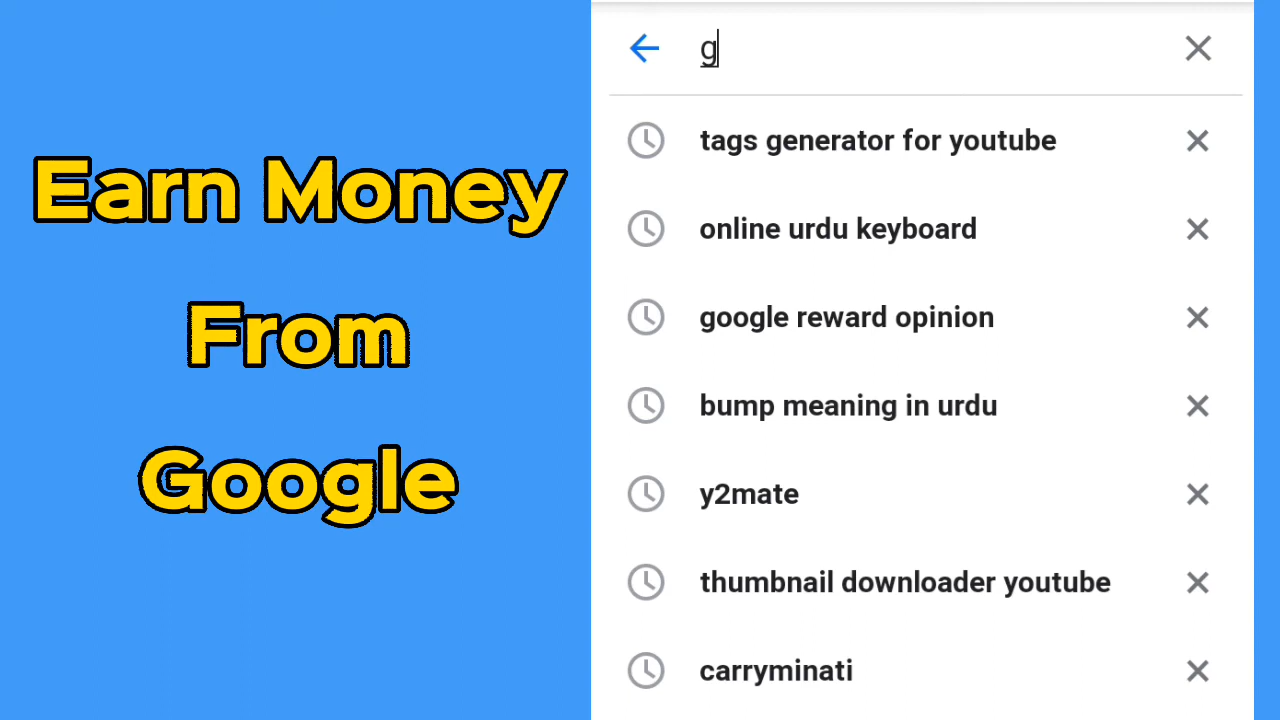 Earn Money
From
Google
g
tags generator for youtube
online urdu keyboard
google reward opinion
bump meaning in urdu
y2mate
thumbnail downloader youtube
carryminati